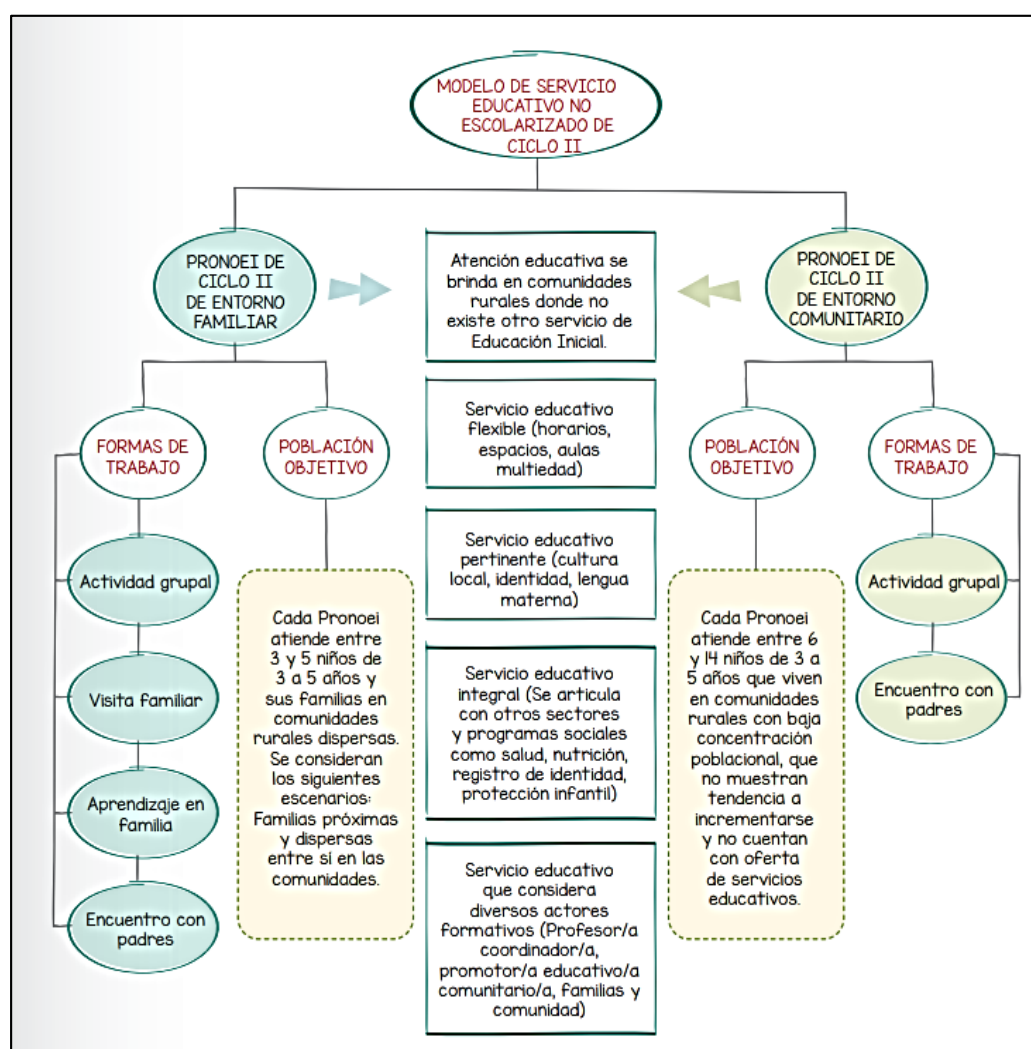 MODELO DE SERVICIO
EDUCATIVO NO
ESCOLARIZADO DE
CICLO II
PRONOEI DE
CICLO II
DE ENTORNO
FAMILIAR
Atención educativa se
brinda en comunidades
rurales donde no
existe otro servicio de
Educación Inicial.
PRONOEI DE
CICLO II
DE ENTORNO
COMUNITARIO
FORMAS DE
TRABAJO
POBLACIÓN
OBJETIVO
Servicio educativo
flexible (horarios,
espacios, aulas
multiedad)
POBLACIÓN
OBJETIVO
FORMAS DE
TRABAJO
Actividad grupal
Visita familiar
Aprendizaje en
familia
Encuentro con
padres
Cada Pronoei
atiende entre
3 y 5 niños de
3 a 5 años y
sus familias en
comunidades
rurales dispersas.
Se consideran
los siguientes
escenarios:
Familias próximas
y dispersas
entre sí en las
comunidades.
Servicio educativo
pertinente (cultura
local, identidad, lengua
materna)
Servicio educativo
integral (Se articula
con otros sectores
y programas sociales
como salud, nutrición,
registro de identidad,
protección infantil)
Servicio educativo
que considera
diversos actores
formativos (Profesor/a
coordinador/a,
promotor/a educativo/a
comunitario/a, familias y
comunidad)
Cada Pronoei
atiende entre 6
y 14 niños de 3 a
5 años que viven
en comunidades
rurales con baja
concentración
poblacional, que
no muestran
tendencia a
incrementarse
y no cuentan
con oferta
de servicios
educativos.
Actividad grupal
Encuentro con
padres